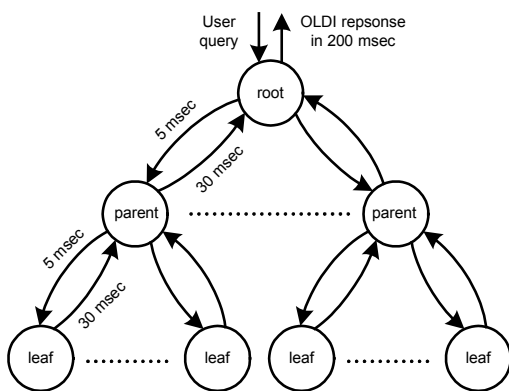 User
query
OLDI repsonse
in 200 msec
root
5 msec
30 msec
parent
parent
5 msec
30 msec
leaf
leaf
leaf
leaf